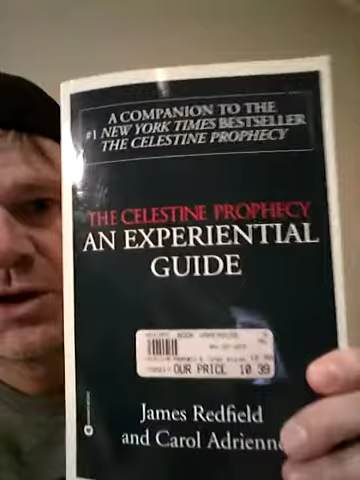 A COMPANION TO THE
#1 NEW YORK TIMES BESTSELLER
THE CELESTINE PROPHECY
THE CELESTINE PROPHECY
AN EXPERIENTIAL
GUIDE
OUR PRICE 10 39
James Redfield
and Carol Adrienne